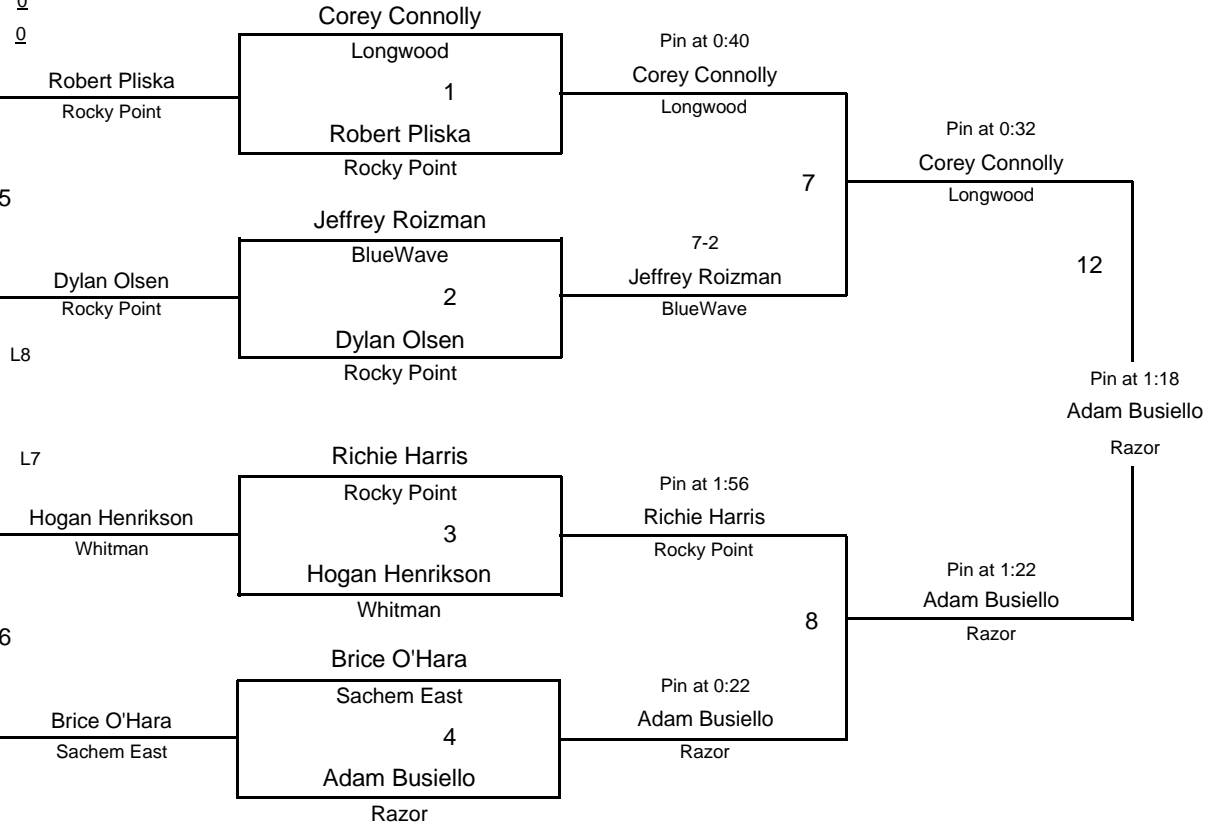 0
0
Corey Connolly
Longwood
Pin at 0:40
Robert Pliska
Rocky Point
1
Corey Connolly
Longwood
Robert Pliska
Rocky Point
Pin at 0:32
Corey Connolly
Longwood
7
5
Jeffrey Roizman
BlueWave
7-2
Jeffrey Roizman
BlueWave
12
Dylan Olsen
Rocky Point
2
Dylan Olsen
Rocky Point
L8
Pin at 1:18
Adam Busiello
Razor
L7
Richie Harris
Rocky Point
Pin at 1:56
Richie Harris
Rocky Point
Hogan Henrikson
Whitman
3
Hogan Henrikson
Whitman
Pin at 1:22
Adam Busiello
Razor
8
6
Brice O'Hara
Sachem East
Pin at 0:22
Adam Busiello
Razor
Brice O'Hara
Sachem East
4
Adam Busiello
Razor